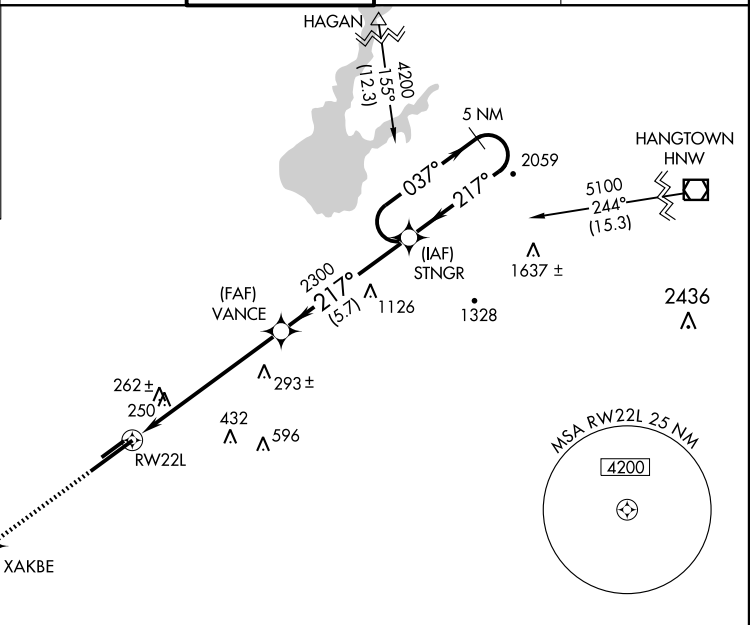 HAGAN
4200
155°
(12.3)
5 NM
HANGTOWN
HNW
2059
037°
217°
5100
244°
(15.3)
(IAF)
STNGR
1637 ±
2300
217°
(5.7)
(FAF)
VANCE
1126
1328
2436
262 ±
250
293 ±
432
596
RW22L
MSA RW22L 25 NM
4200
XAKBE